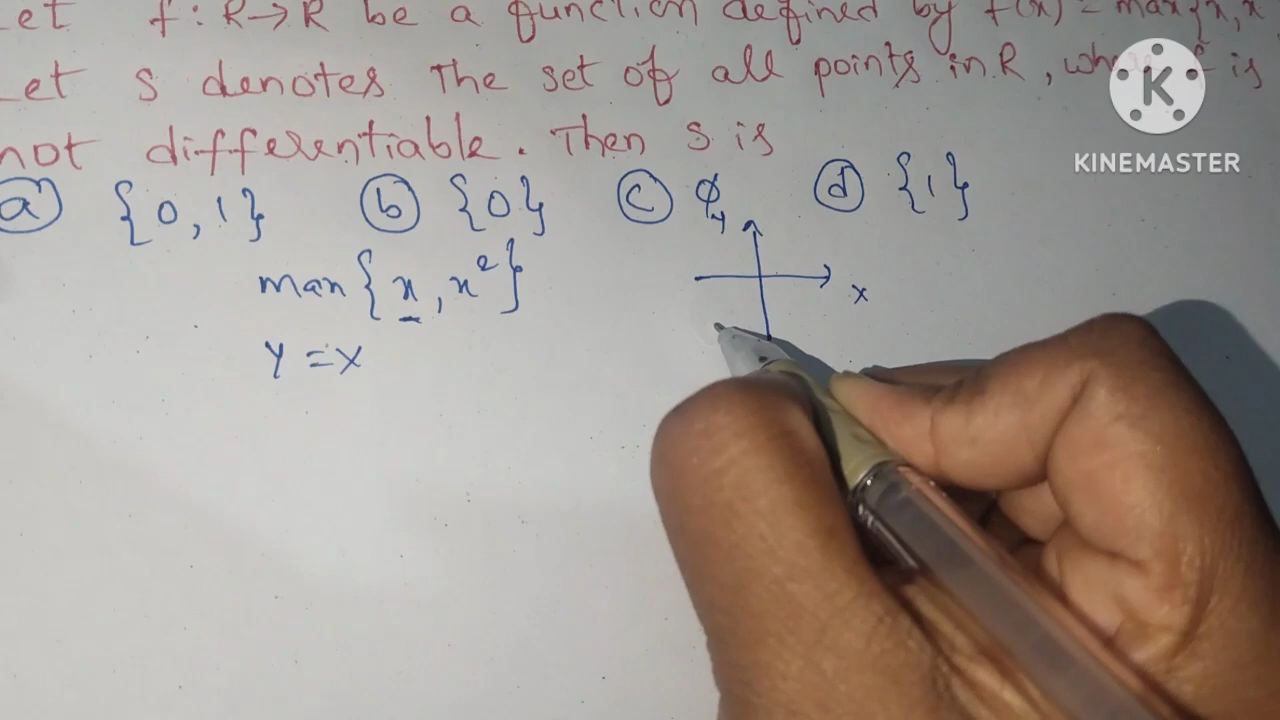 et f : R→R be a function defined by f(x) = max{x, x
et S denotes The set of all points in R, where is
not differentiable. Then S is
KINEMASTER
(a) {0, 1} (b) {0} (c) ϕ (d) {1}
y
max{x, x²}
x
Y = X